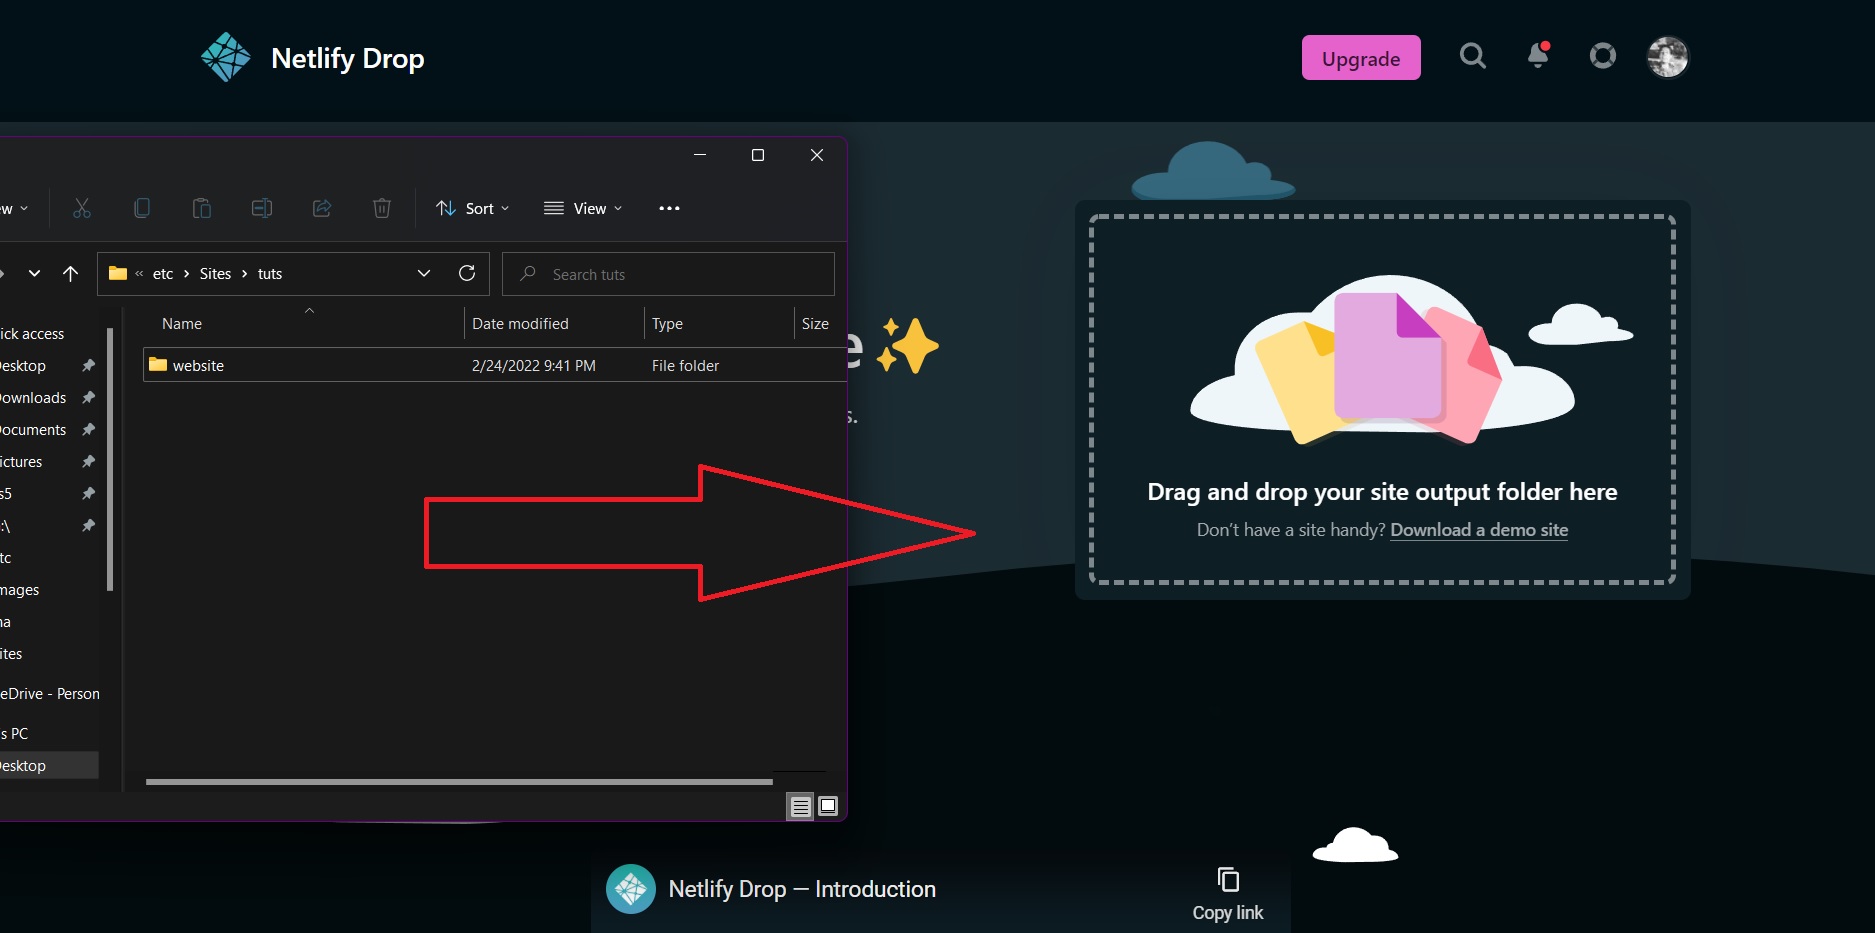 Netlify Drop
Upgrade
ew
Sort
View
etc > Sites > tuts
Search tuts
Name
Date modified
Type
Size
website
2/24/2022 9:41 PM
File folder
ick access
esktop
ownloads
ocuments
ictures
s5
:\
tc
mages
na
ites
eDrive - Person
s PC
esktop
e
s.
Drag and drop your site output folder here
Don't have a site handy? Download a demo site
Netlify Drop — Introduction
Copy link